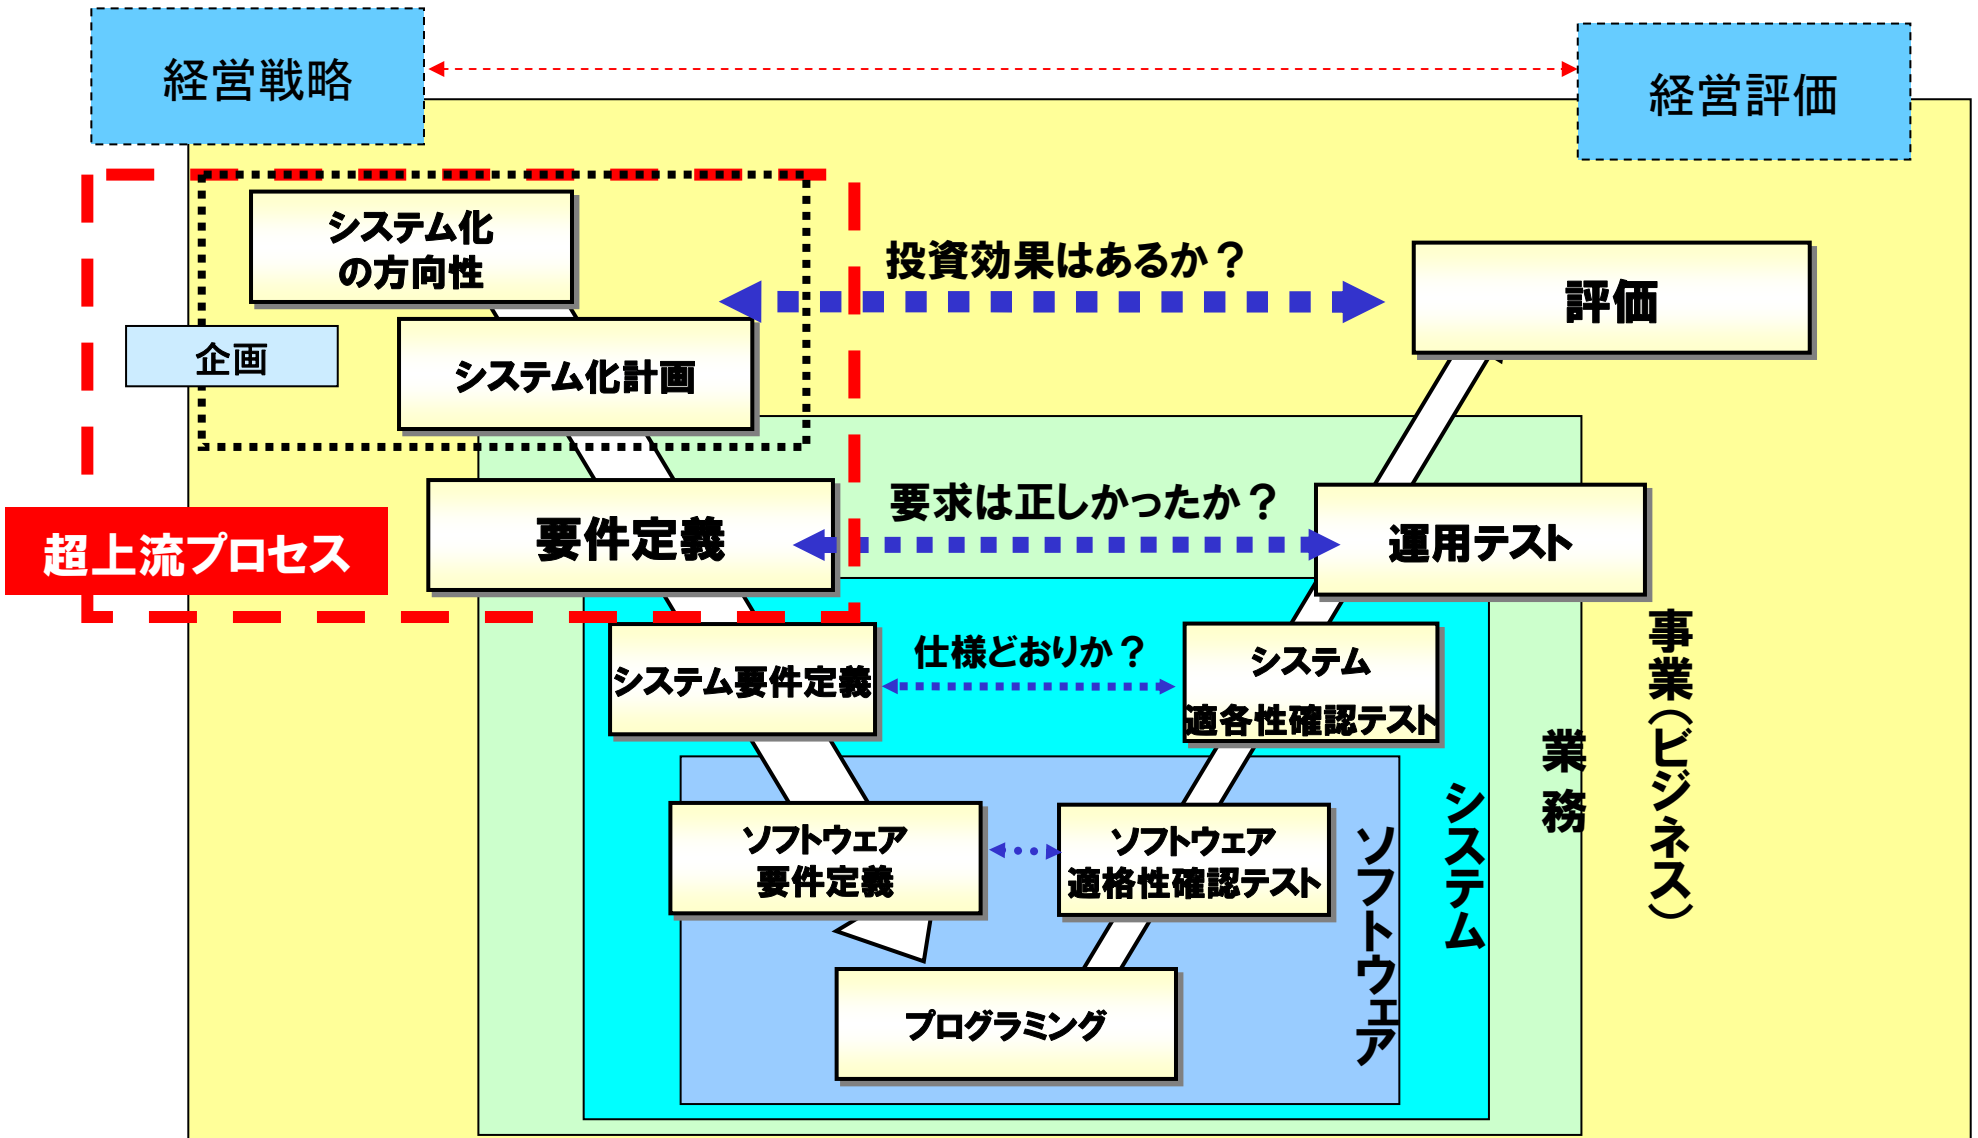 経営戦略
経営評価
システム化
の方向性
投資効果はあるか？
評価
企画
システム化計画
要件定義
要求は正しかったか？
運用テスト
超上流プロセス
システム要件定義
仕様どおりか？
システム
適各性確認テスト
ソフトウェア
要件定義
ソフトウェア
適格性確認テスト
プログラミング
ソフトウェア
システム
業務
事業（ビジネス）